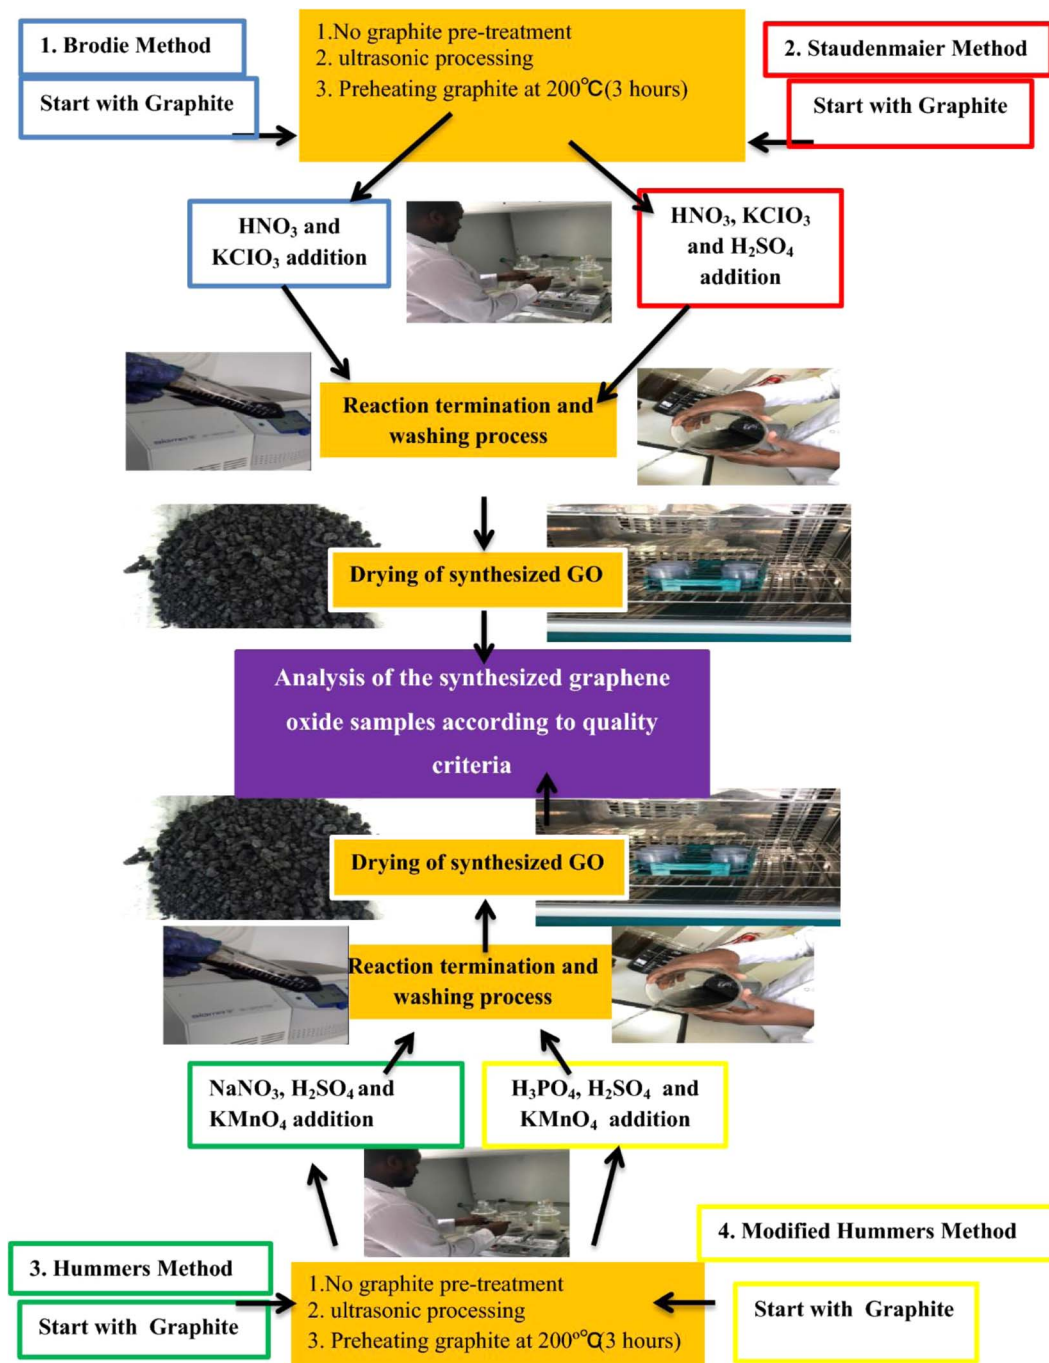 1. Brodie Method
Start with Graphite
1.No graphite pre-treatment
2. ultrasonic processing
3. Preheating graphite at 200℃(3 hours)
2. Staudenmaier Method
Start with Graphite
HNO₃ and
KCIO₃ addition
HNO₃, KCIO₃
and H₂SO₄
addition
Reaction termination and
washing process
Drying of synthesized GO
Analysis of the synthesized graphene
oxide samples according to quality
criteria
Drying of synthesized GO
Reaction termination and
washing process
NaNO₃, H₂SO₄ and
KMnO₄ addition
H₃PO₄, H₂SO₄ and
KMnO₄ addition
3. Hummers Method
Start with Graphite
1.No graphite pre-treatment
2. ultrasonic processing
3. Preheating graphite at 200º℃(3 hours)
4. Modified Hummers Method
Start with Graphite